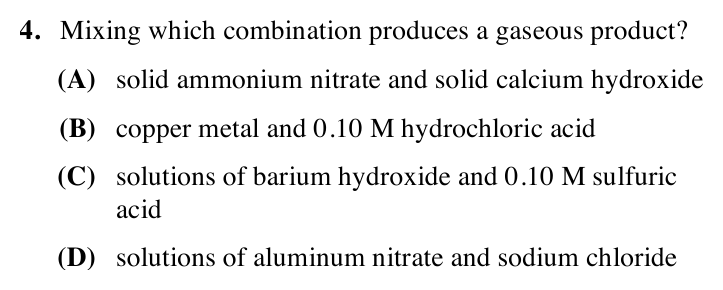 4. Mixing which combination produces a gaseous product?
(A) solid ammonium nitrate and solid calcium hydroxide
(B) copper metal and 0.10 M hydrochloric acid
(C) solutions of barium hydroxide and 0.10 M sulfuric
acid
(D) solutions of aluminum nitrate and sodium chloride